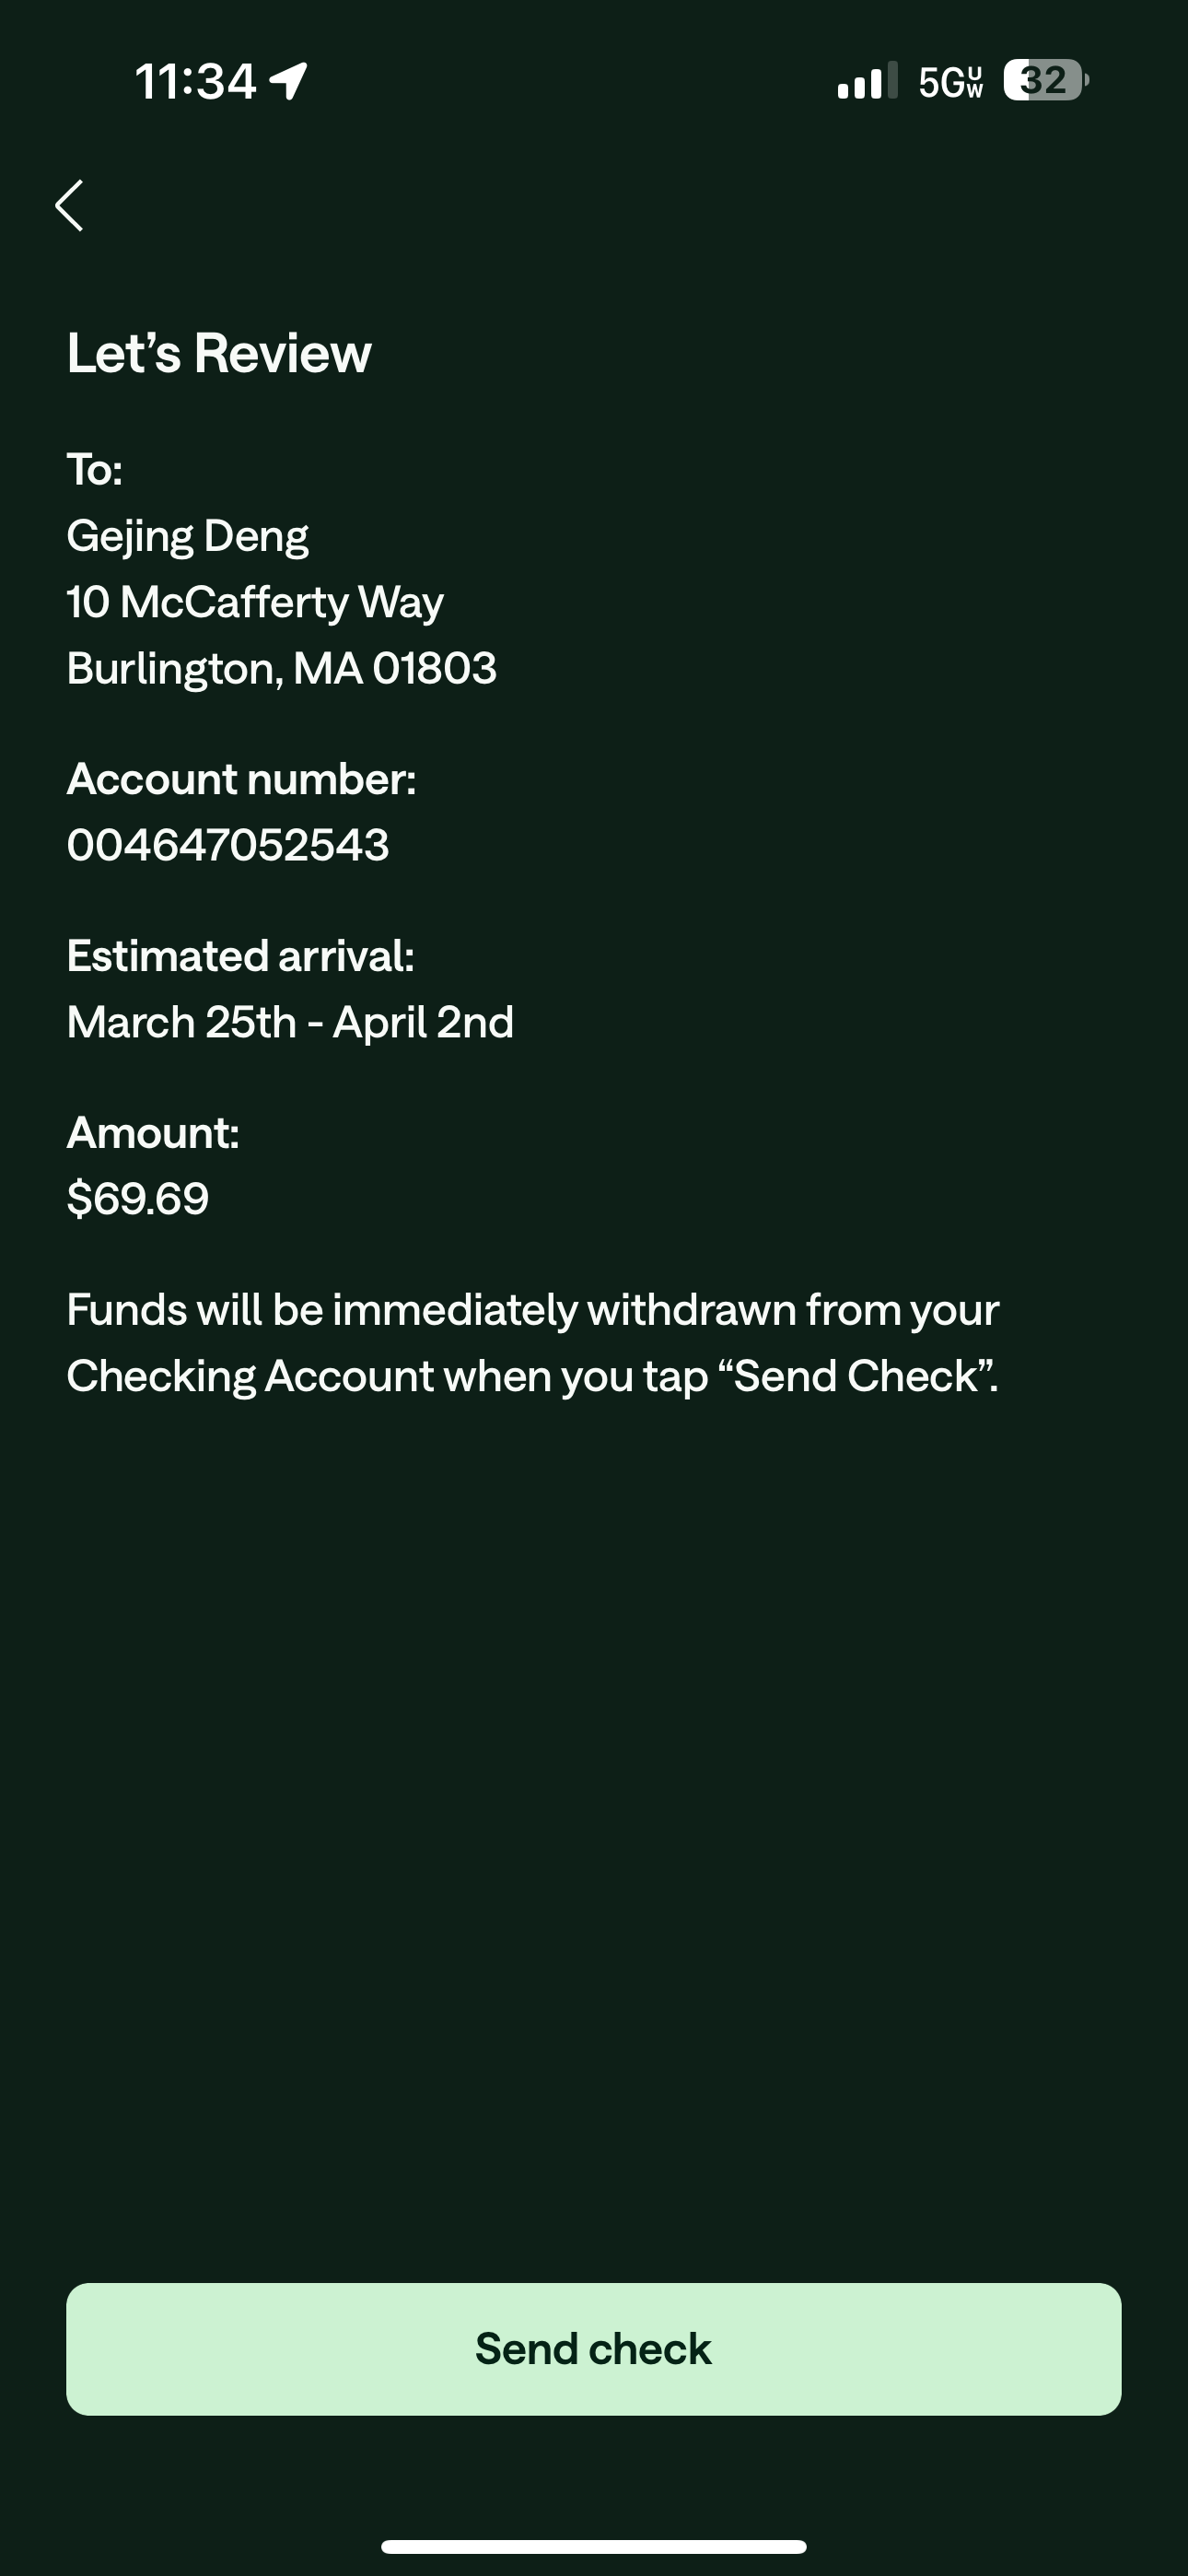 11:34
5G UW
32
Let’s Review
To:
Gejing Deng
10 McCafferty Way
Burlington, MA 01803
Account number:
004647052543
Estimated arrival:
March 25th - April 2nd
Amount:
$69.69
Funds will be immediately withdrawn from your
Checking Account when you tap “Send Check”.
Send check